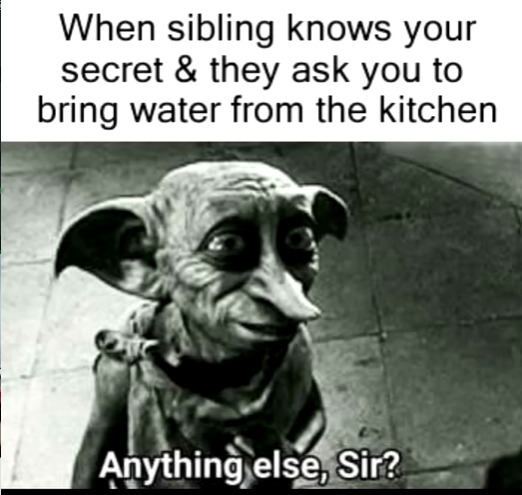 When sibling knows your
secret & they ask you to
bring water from the kitchen
Anything else, Sir?